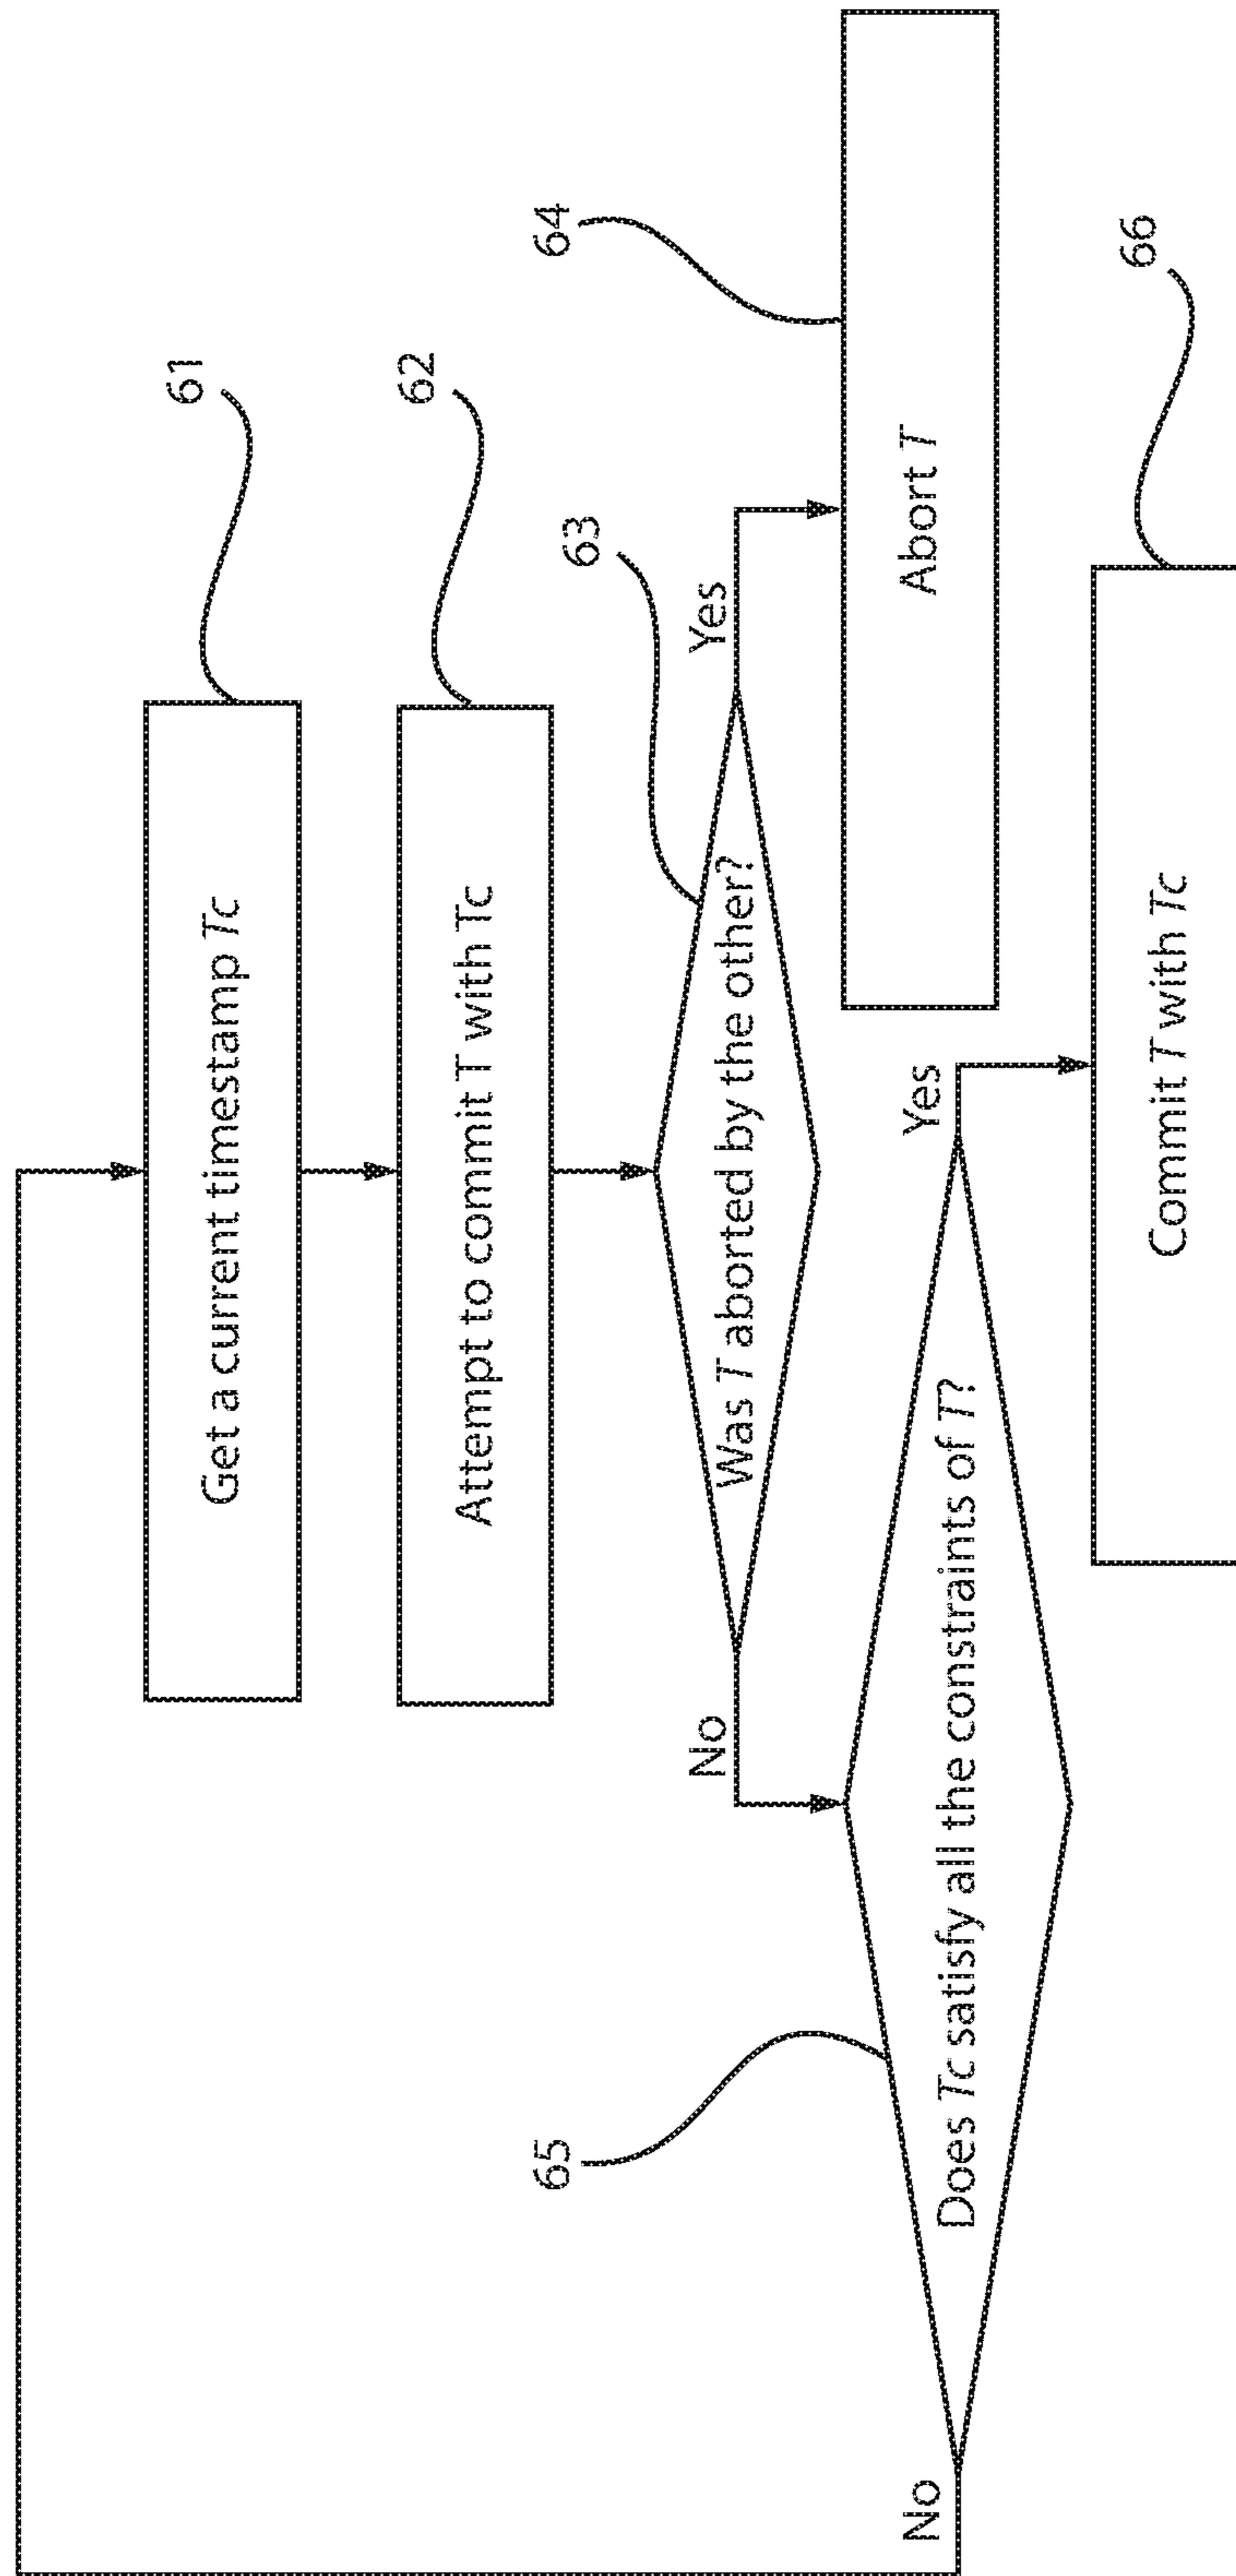 61
Get a current timestamp Tc
62
Attempt to commit T with Tc
63
Was T aborted by the other?
Yes
No
64
Abort T
65
Does Tc satisfy all the constraints of T?
Yes
No
66
Commit T with Tc